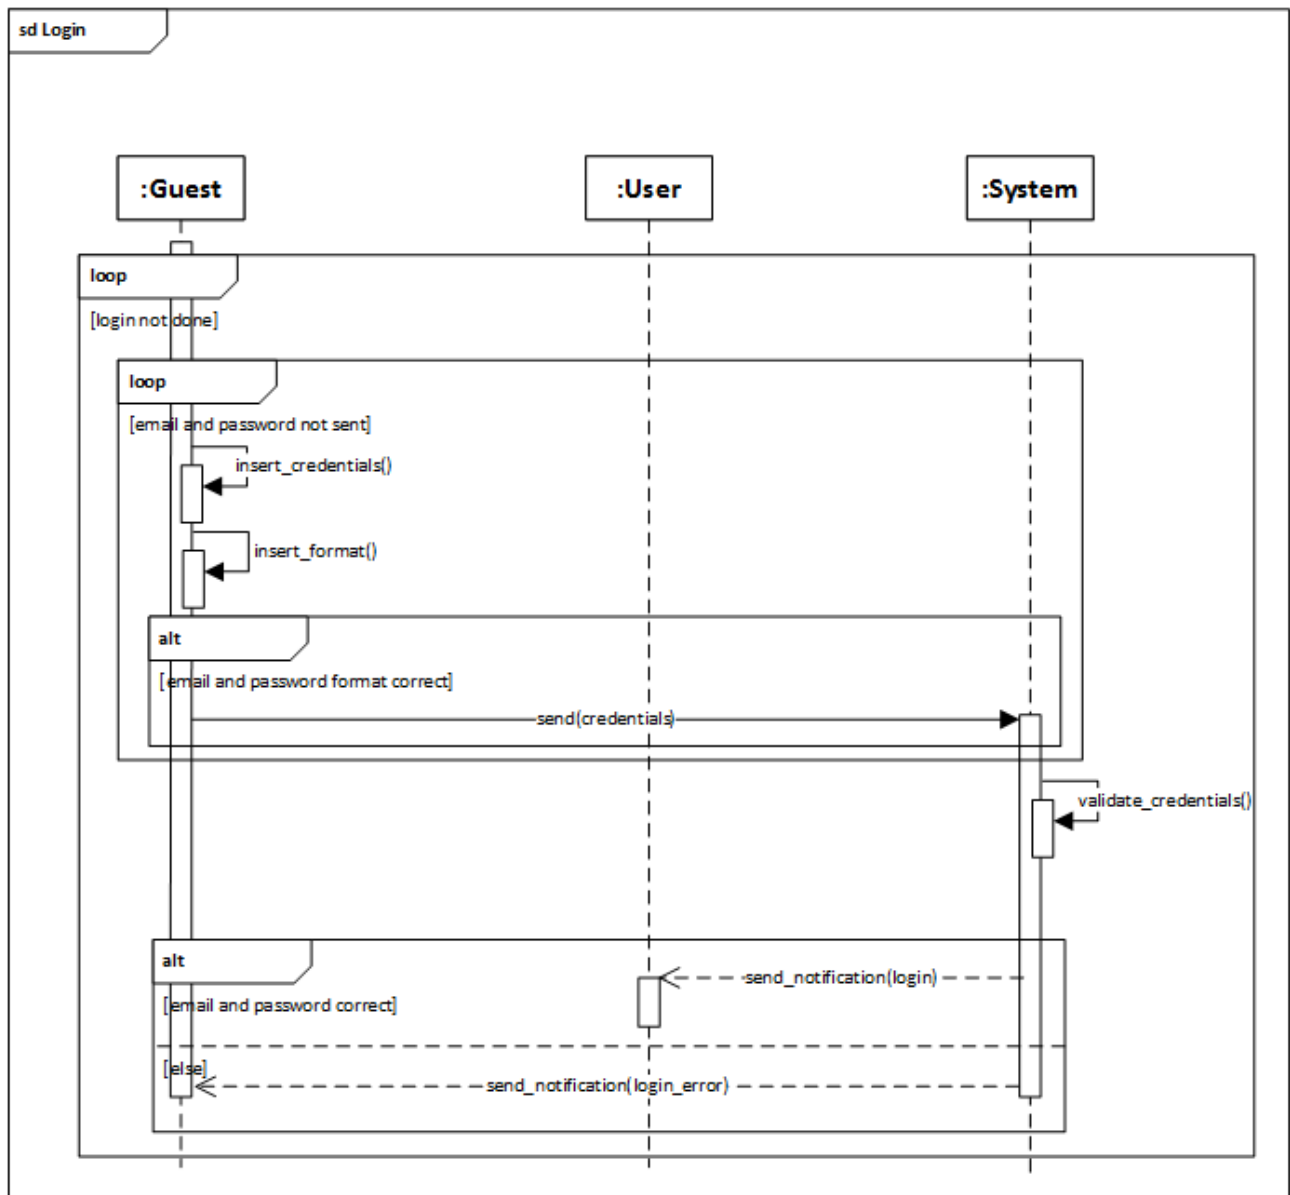 sd Login
:Guest
:User
:System
loop
[login not done]
loop
[email and password not sent]
insert_credentials()
insert_format()
alt
[email and password format correct]
send(credentials)
validate_credentials()
alt
send_notification(login)
[email and password correct]
[else]
send_notification(login_error)